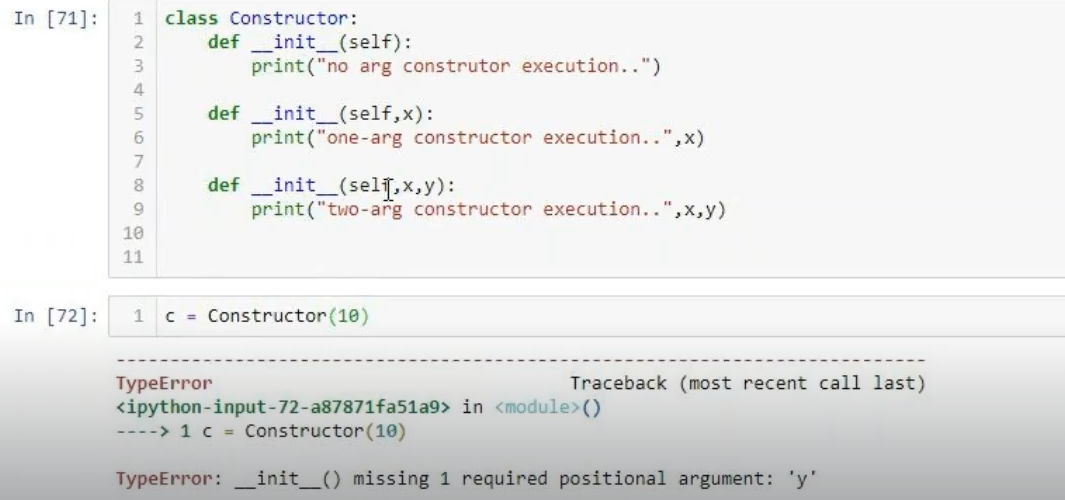 In [71]:
1 class Constructor:
2 def __init__(self):
3 print("no arg construtor execution..")
4
5 def __init__(self,x):
6 print("one-arg constructor execution..",x)
7
8 def __init__(self,x,y):
9 print("two-arg constructor execution..",x,y)
10
11
In [72]:
1 c = Constructor(10)
---------------------------------------------------------------------------
TypeError Traceback (most recent call last)
<ipython-input-72-a87871fa51a9> in <module>()
----> 1 c = Constructor(10)
TypeError: __init__() missing 1 required positional argument: 'y'